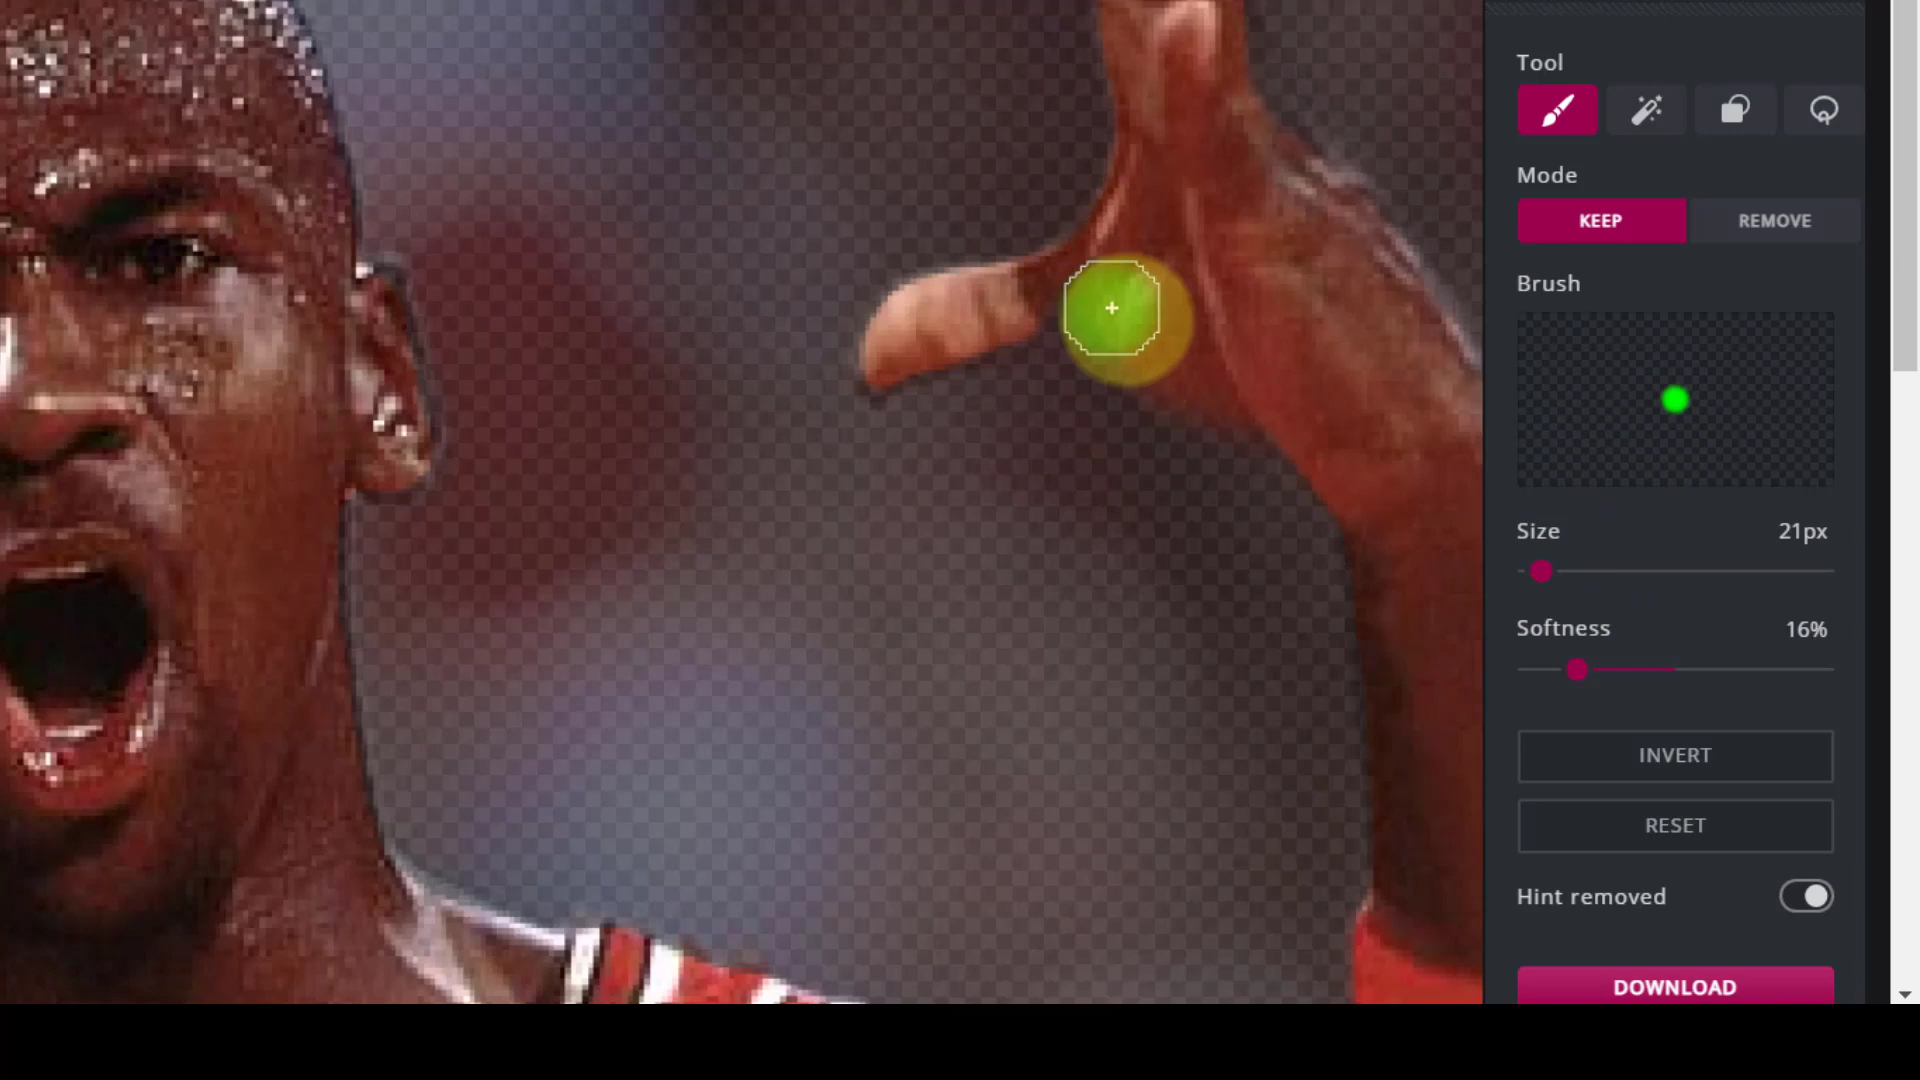 Tool
Mode
KEEP REMOVE
Brush
Size 21px
Softness 16%
INVERT
RESET
Hint removed
DOWNLOAD